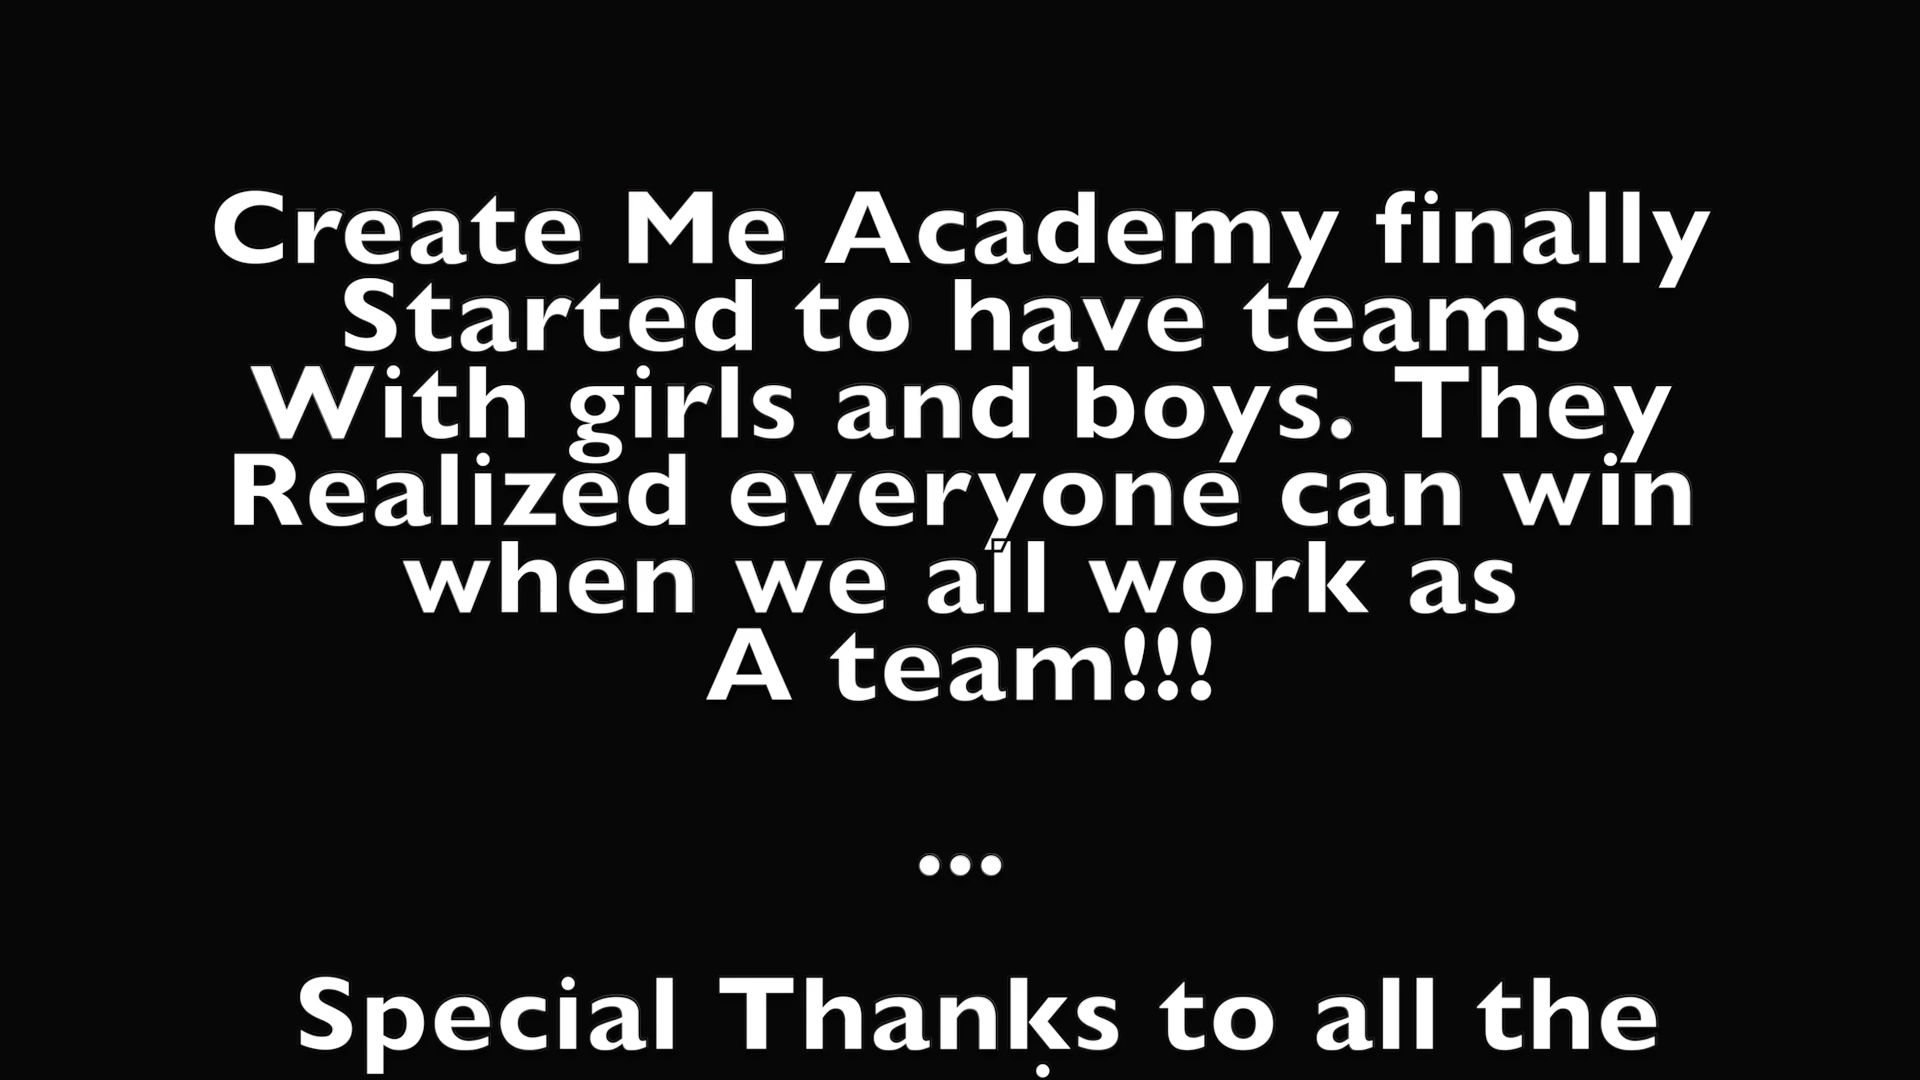 Create Me Academy finally
Started to have teams
With girls and boys. They
Realized everyone can win
when we all work as
A team!!!
...
Special Thanks to all the